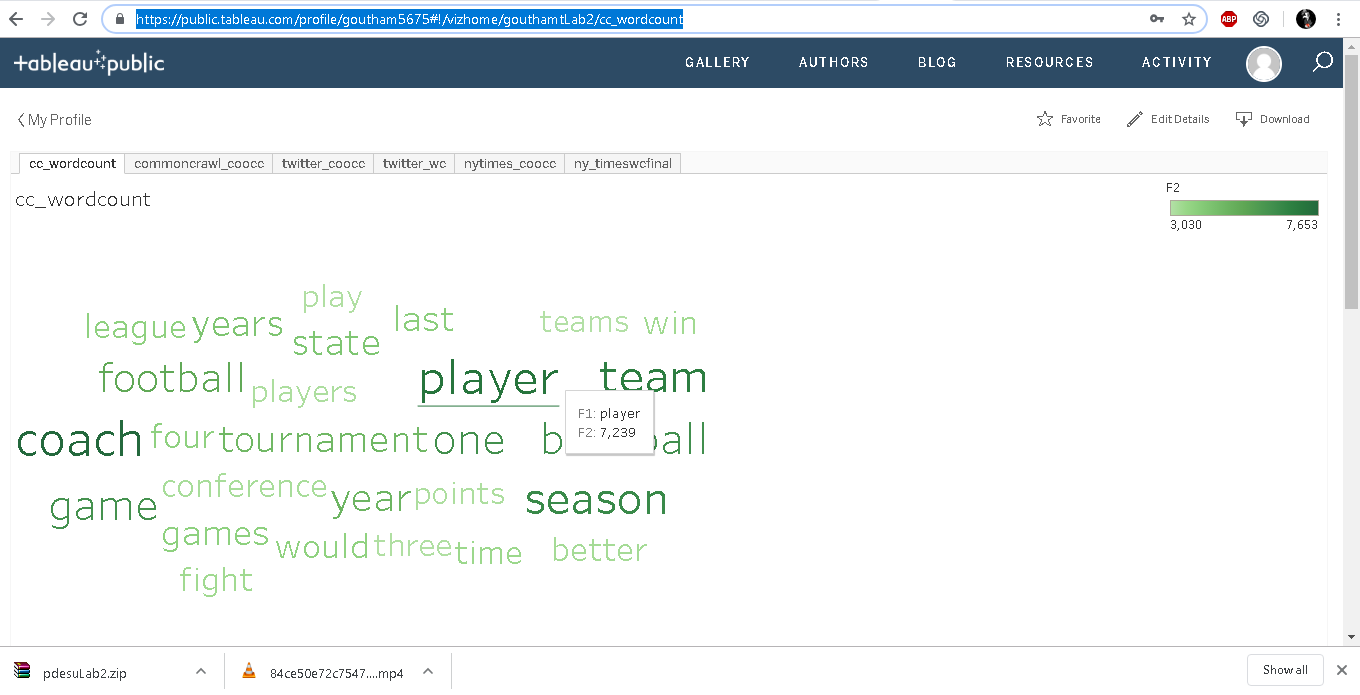 https://public.tableau.com/profile/goutham5675#!/vizhome/gouthamtLab2/cc_wordcount
ABP
+ableau public
GALLERY AUTHORS BLOG RESOURCES ACTIVITY
My Profile
Favorite Edit Details Download
cc_wordcount commoncrawl_coocc twitter_coocc twitter_wc nytimes_coocc ny_timeswcfinal
cc_wordcount
F2
3,030 7,653
play
league years last teams win
state
football players player team
F1: player
F2: 7,239
coach four tournament one b all
game conference year points season
games would three time better
fight
pdesuLab2.zip 84ce50e72c7547....mp4 Show all